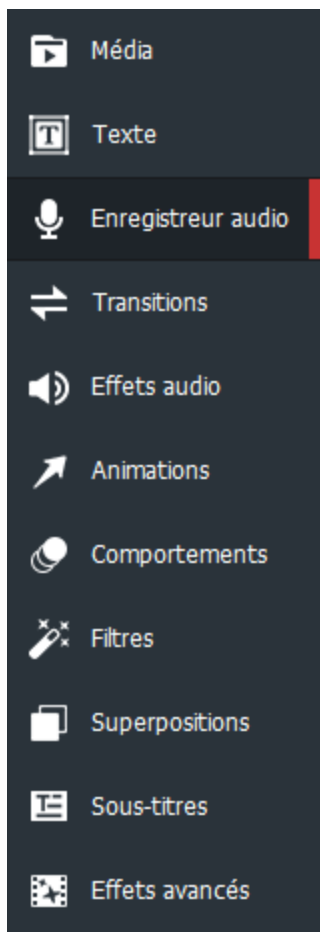 Média
Texte
Enregistreur audio
Transitions
Effets audio
Animations
Comportements
Filtres
Superpositions
Sous-titres
Effets avancés